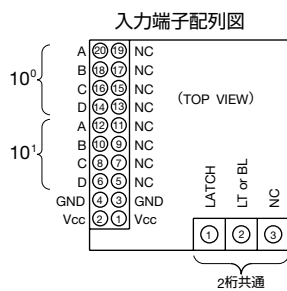 入力端子配列図
A ⑳ ⑲ NC
B ⑱ ⑰ NC
10⁰
C ⑯ ⑮ NC
D ⑭ ⑬ NC
(TOP VIEW)
A ⑫ ⑪ NC
B ⑩ ⑨ NC
10¹
C ⑧ ⑦ NC
D ⑥ ⑤ NC
GND ④ ③ GND
Vcc ② ① Vcc
LATCH
LT or BL
NC
① ② ③
2桁共通